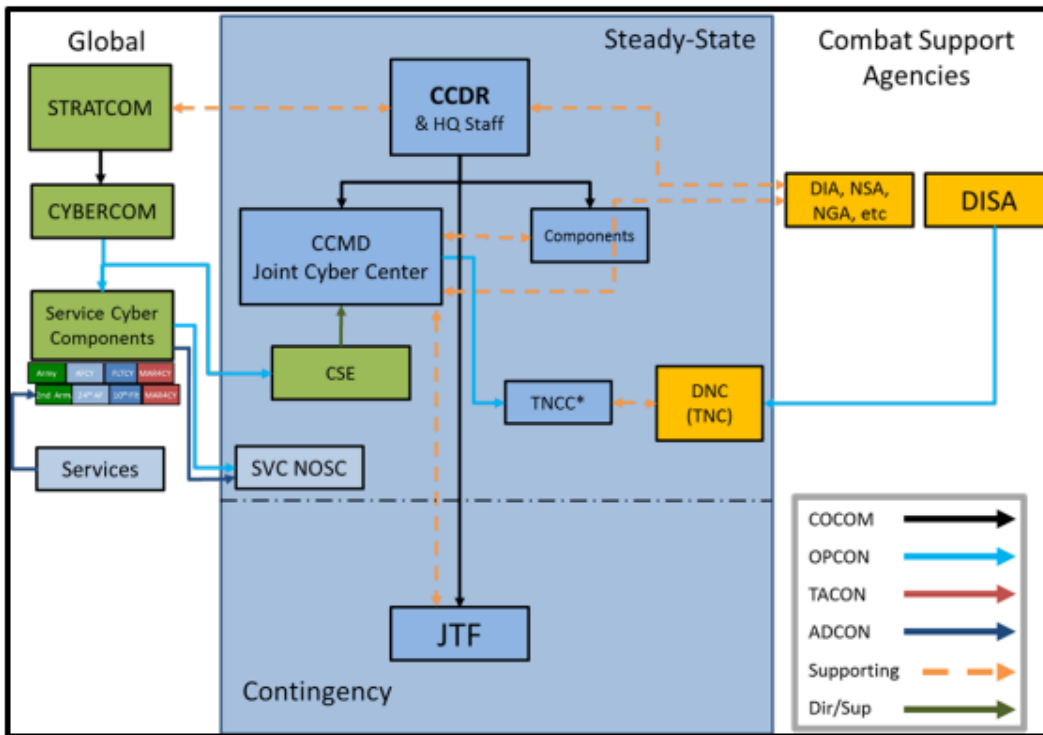 Global
Steady-State
Combat Support
Agencies
STRATCOM
CCDR
& HQ Staff
CYBERCOM
DIA, NSA,
NGA, etc
DISA
CCMD
Joint Cyber Center
Components
Service Cyber
Components
Army AFCY FLTCY MAR4CY
2nd Arm. 24th AF 10th Flt MAR4CY
CSE
TNCC*
DNC
(TNC)
Services
SVC NOSC
JTF
Contingency
COCOM
OPCON
TACON
ADCON
Supporting
Dir/Sup